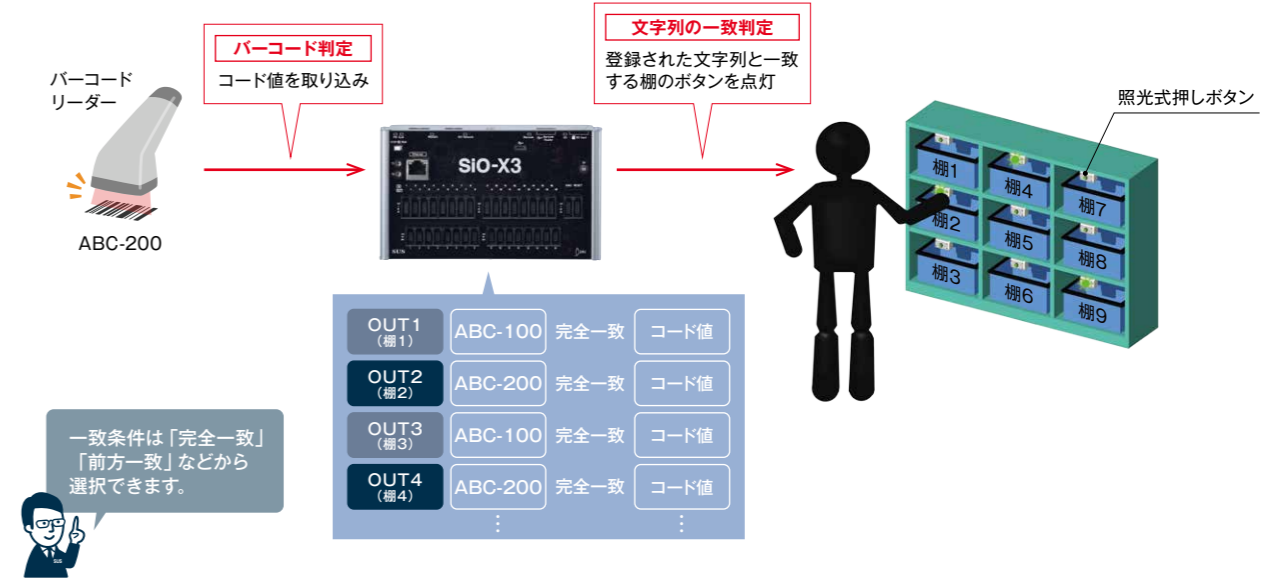 バーコード判定
コード値を取り込み
文字列の一致判定
登録された文字列と一致
する棚のボタンを点灯
バーコード
リーダー
ABC-200
SiO-X3
照光式押しボタン
棚1
棚4
棚7
棚2
棚5
棚8
棚3
棚6
棚9
OUT1
(棚1)
ABC-100 完全一致 コード値
OUT2
(棚2)
ABC-200 完全一致 コード値
OUT3
(棚3)
ABC-100 完全一致 コード値
OUT4
(棚4)
ABC-200 完全一致 コード値
⋮ ⋮
一致条件は「完全一致」
「前方一致」などから
選択できます。
SUS